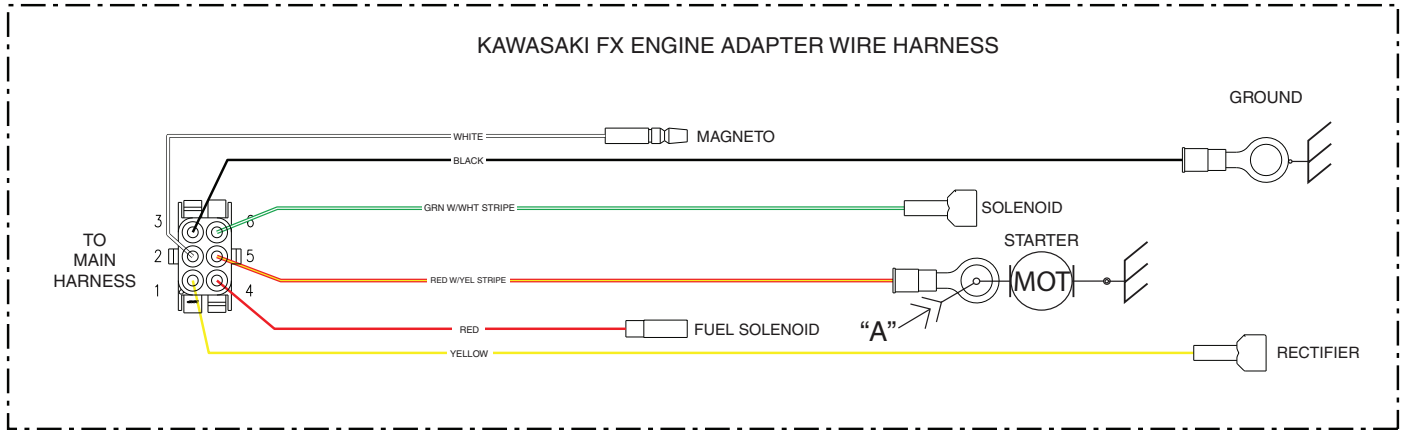 KAWASAKI FX ENGINE ADAPTER WIRE HARNESS
GROUND
WHITE
MAGNETO
BLACK
3
6
GRN W/WHT STRIPE
SOLENOID
STARTER
TO
MAIN
HARNESS
2
5
RED W/YEL STRIPE
MOT
1
4
"A"
RED
FUEL SOLENOID
YELLOW
RECTIFIER